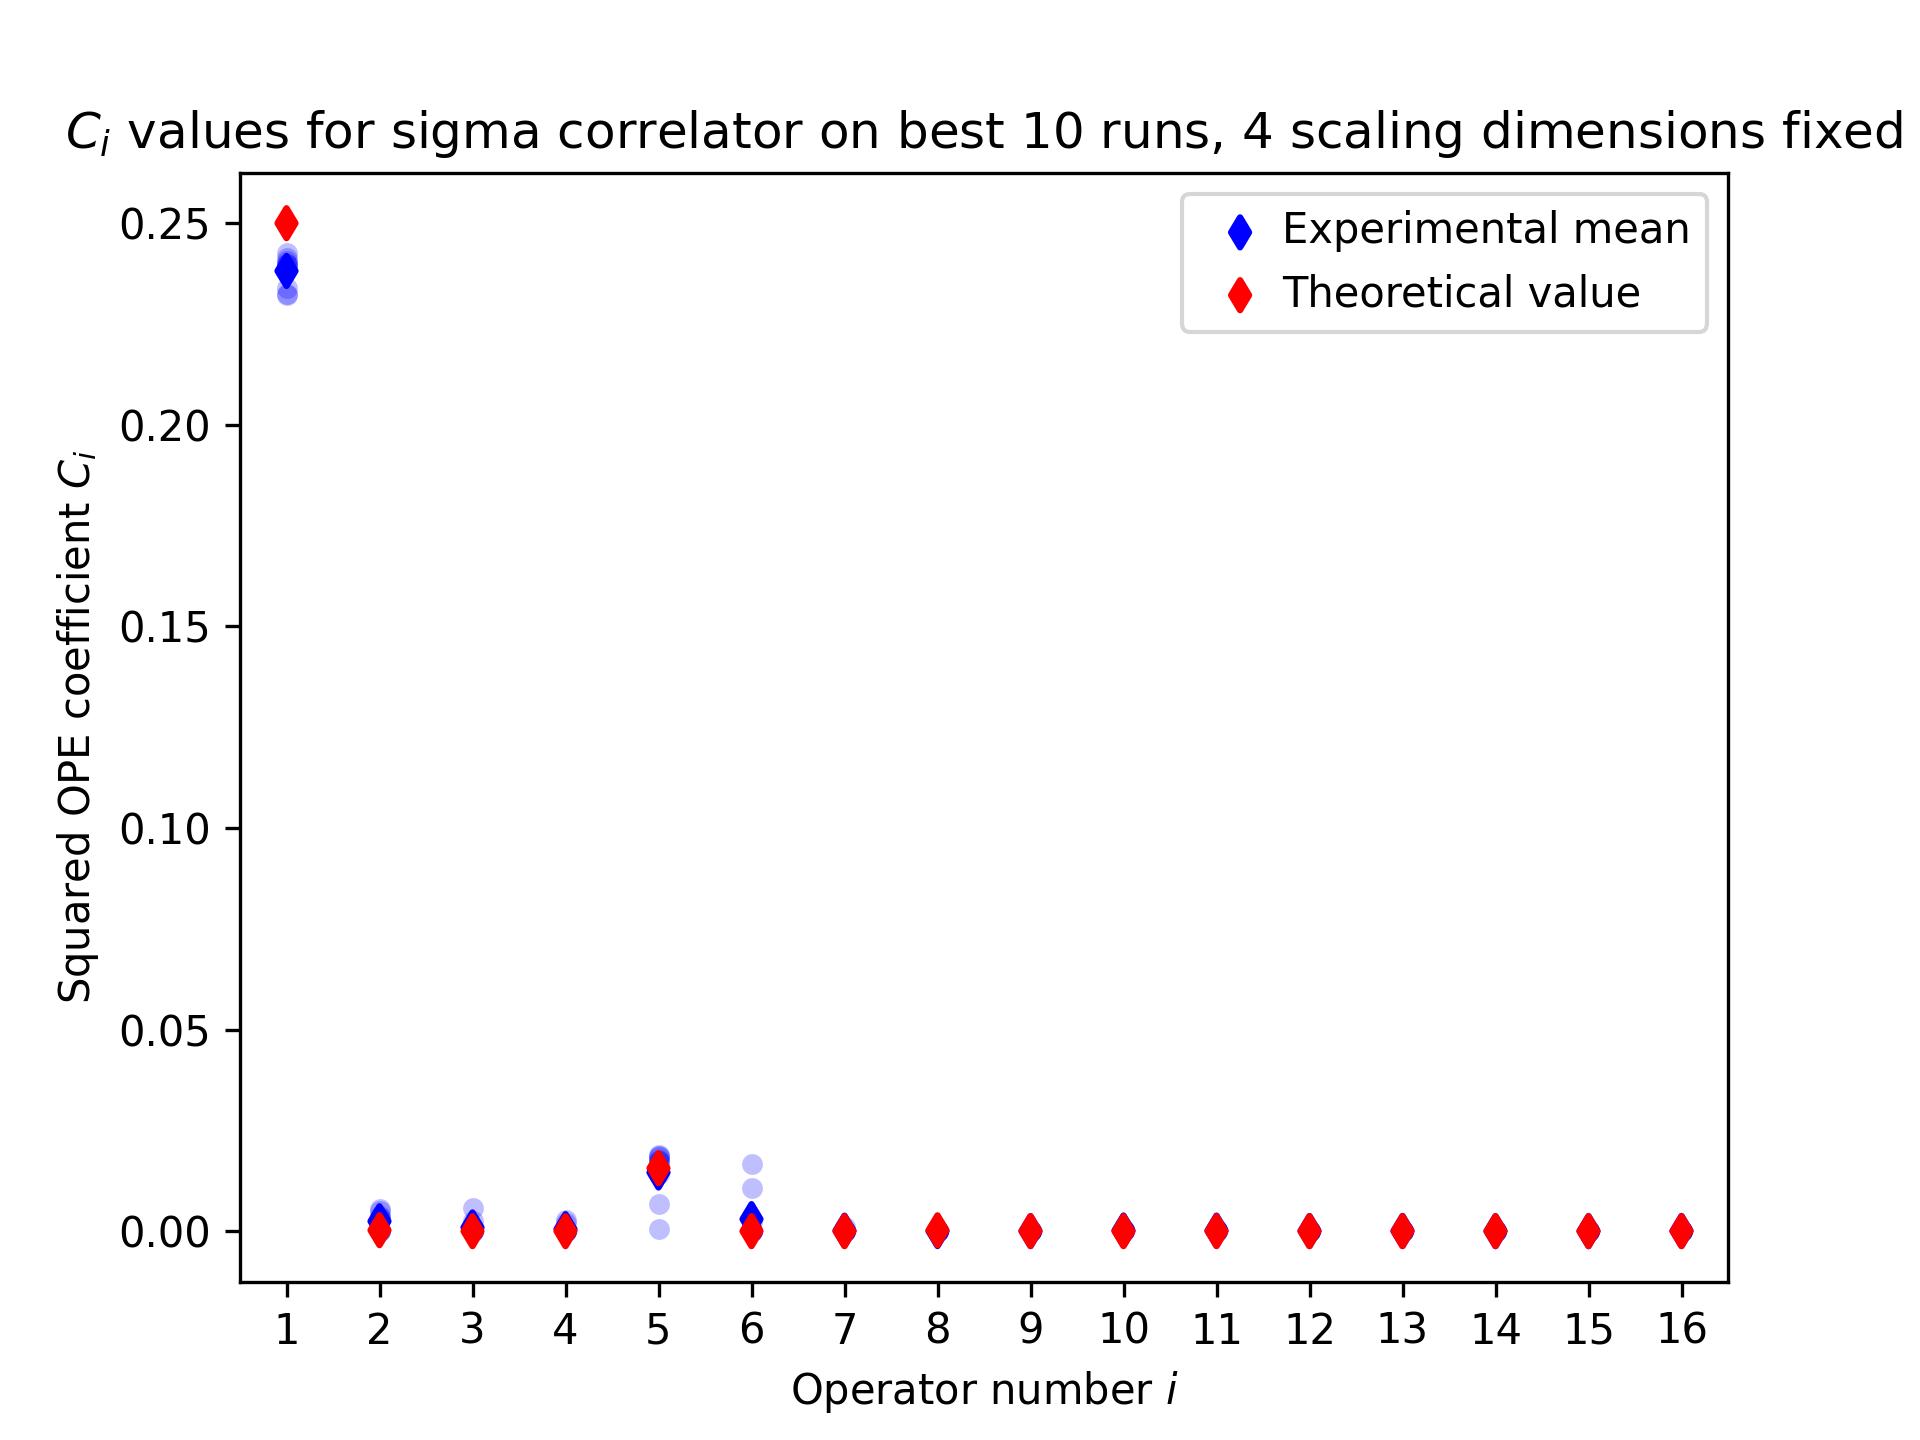 C_i values for sigma correlator on best 10 runs, 4 scaling dimensions fixed
Experimental mean
Theoretical value
Squared OPE coefficient C_i
0.25
0.20
0.15
0.10
0.05
0.00
1 2 3 4 5 6 7 8 9 10 11 12 13 14 15 16
Operator number i